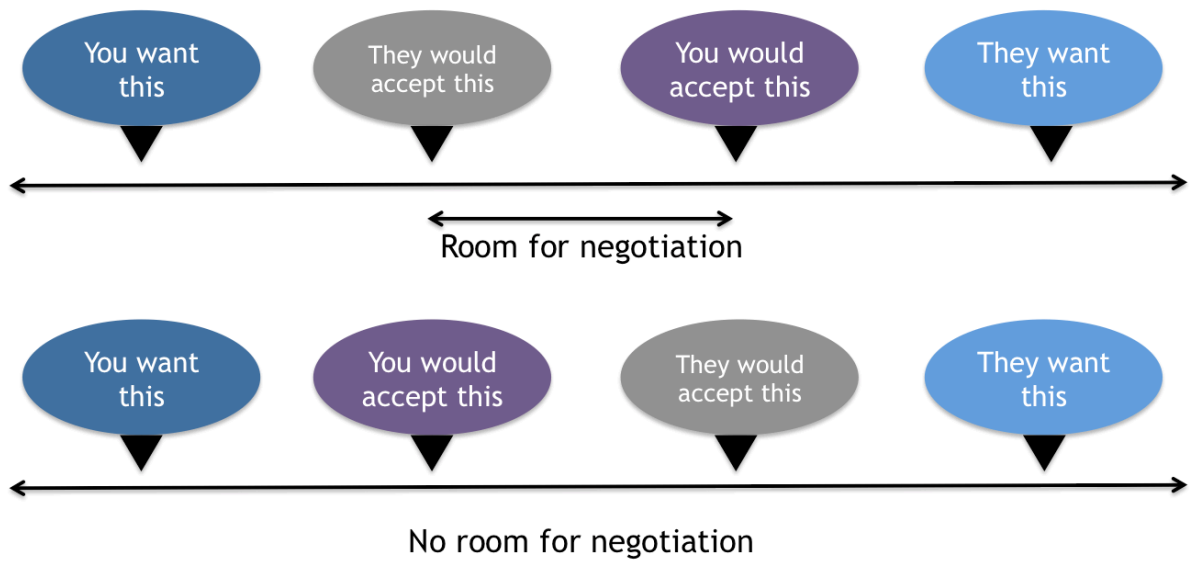 You want
this
They would
accept this
You would
accept this
They want
this
Room for negotiation
You want
this
You would
accept this
They would
accept this
They want
this
No room for negotiation